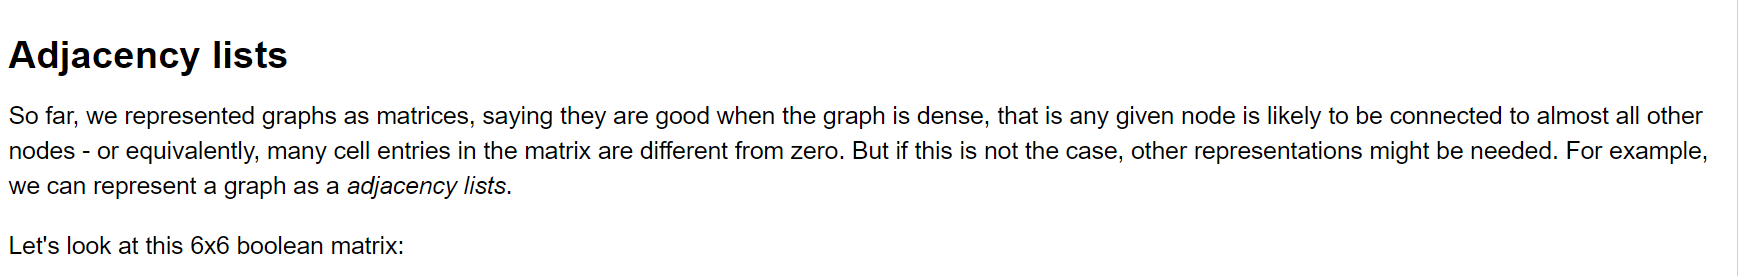 Adjacency lists
So far, we represented graphs as matrices, saying they are good when the graph is dense, that is any given node is likely to be connected to almost all other
nodes - or equivalently, many cell entries in the matrix are different from zero. But if this is not the case, other representations might be needed. For example,
we can represent a graph as a adjacency lists.
Let's look at this 6x6 boolean matrix: